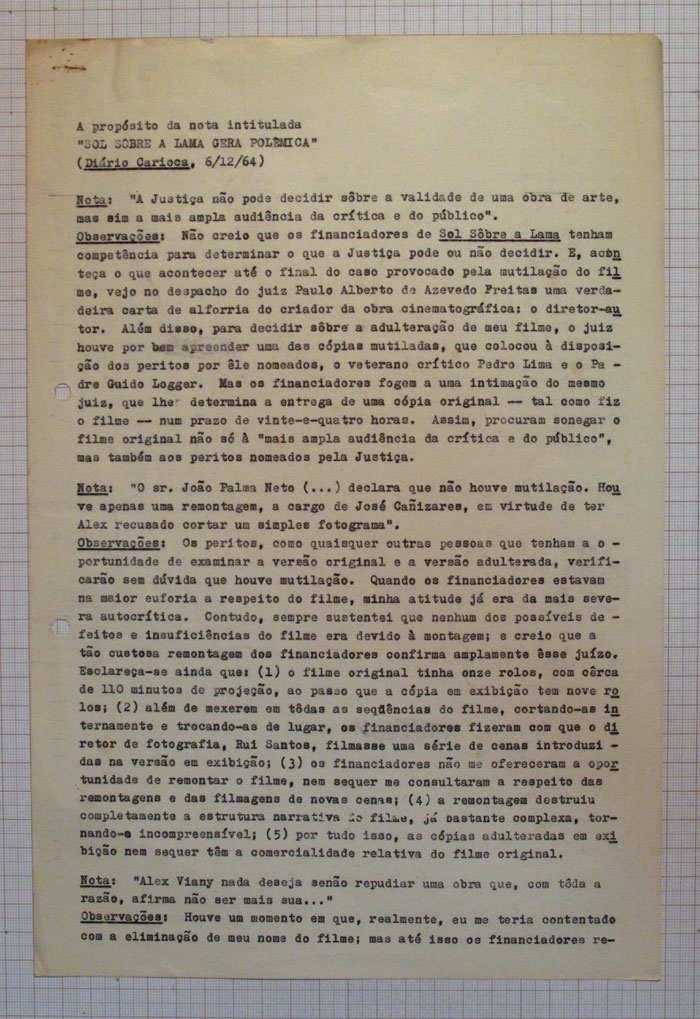 A propósito da nota intitulada
"SOL SÔBRE A LAMA GERA POLÊMICA"
(Diário Carioca, 6/12/64)
Nota: "A Justiça não pode decidir sôbre a validade de uma obra de arte,
mas sim a mais ampla audiência da crítica e do público".
Observações: Não creio que os financiadores de Sol Sôbre a Lama tenham
competência para determinar o que a Justiça pode ou não decidir. E, acon
teça o que acontecer até o final do caso provocado pela mutilação do fil
me, vejo no despacho do juiz Paulo Alberto de Azevedo Freitas uma verda-
deira carta de alforria do criador da obra cinematográfica: o diretor-au
tor. Além disso, para decidir sôbre a adulteração de meu filme, o juiz
houve por bem apreender uma das cópias mutiladas, que colocou à disposi-
ção dos peritos por êle nomeados, o veterano crítico Pedro Lima e o Pa -
dre Guido Logger. Mas os financiadores fogem a uma intimação do mesmo
juiz, que lhes determina a entrega de uma cópia original — tal como fiz
o filme — num prazo de vinte-e-quatro horas. Assim, procuram sonegar o
filme original não só à "mais ampla audiência da crítica e do público",
mas também aos peritos nomeados pela Justiça.
Nota: "O sr. João Palma Neto (...) declara que não houve mutilação. Hou
ve apenas uma remontagem, a cargo de José Cañizares, em virtude de ter
Alex recusado cortar um simples fotograma".
Observações: Os peritos, como quaisquer outras pessoas que tenham a o -
portunidade de examinar a versão original e a versão adulterada, verifi-
carão sem dúvida que houve mutilação. Quando os financiadores estavam
na maior euforia a respeito do filme, minha atitude já era da mais seve-
ra autocrítica. Contudo, sempre sustentei que nenhum dos possíveis de -
feitos e insuficiências do filme era devido à montagem; e creio que a
tão custosa remontagem dos financiadores confirma amplamente êsse juízo.
Esclareça-se ainda que: (1) o filme original tinha onze rolos, com cêrca
de 110 minutos de projeção, ao passo que a cópia em exibição tem nove ro
los; (2) além de mexerem em tôdas as seqüências do filme, cortando-as in
ternamente e trocando-as de lugar, os financiadores fizeram com que o di
retor de fotografia, Rui Santos, filmasse uma série de cenas introduzi -
das na versão em exibição; (3) os financiadores não me ofereceram a opor
tunidade de remontar o filme, nem sequer me consultaram a respeito das
remontagens e das filmagens de novas cenas; (4) a remontagem destruiu
completamente a estrutura narrativa do filme, já bastante complexa, tor-
nando-a incompreensível; (5) por tudo isso, as cópias adulteradas em exi
bição nem sequer têm a comercialidade relativa do filme original.
Nota: "Alex Viany nada deseja senão repudiar uma obra que, com tôda a
razão, afirma não ser mais sua..."
Observações: Houve um momento em que, realmente, eu me teria contentado
com a eliminação de meu nome do filme; mas até isso os financiadores re-